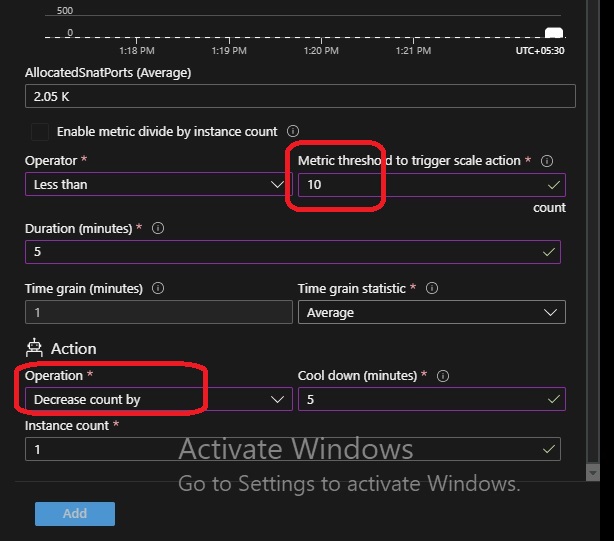 500
0
1:18 PM 1:19 PM 1:20 PM 1:21 PM UTC+05:30
AllocatedSnatPorts (Average)
2.05 K
Enable metric divide by instance count
Operator * Metric threshold to trigger scale action *
Less than 10
count
Duration (minutes) *
5
Time grain (minutes) Time grain statistic *
1 Average
Action
Operation * Cool down (minutes) *
Decrease count by 5
Instance count *
1
Activate Windows
Go to Settings to activate Windows.
Add